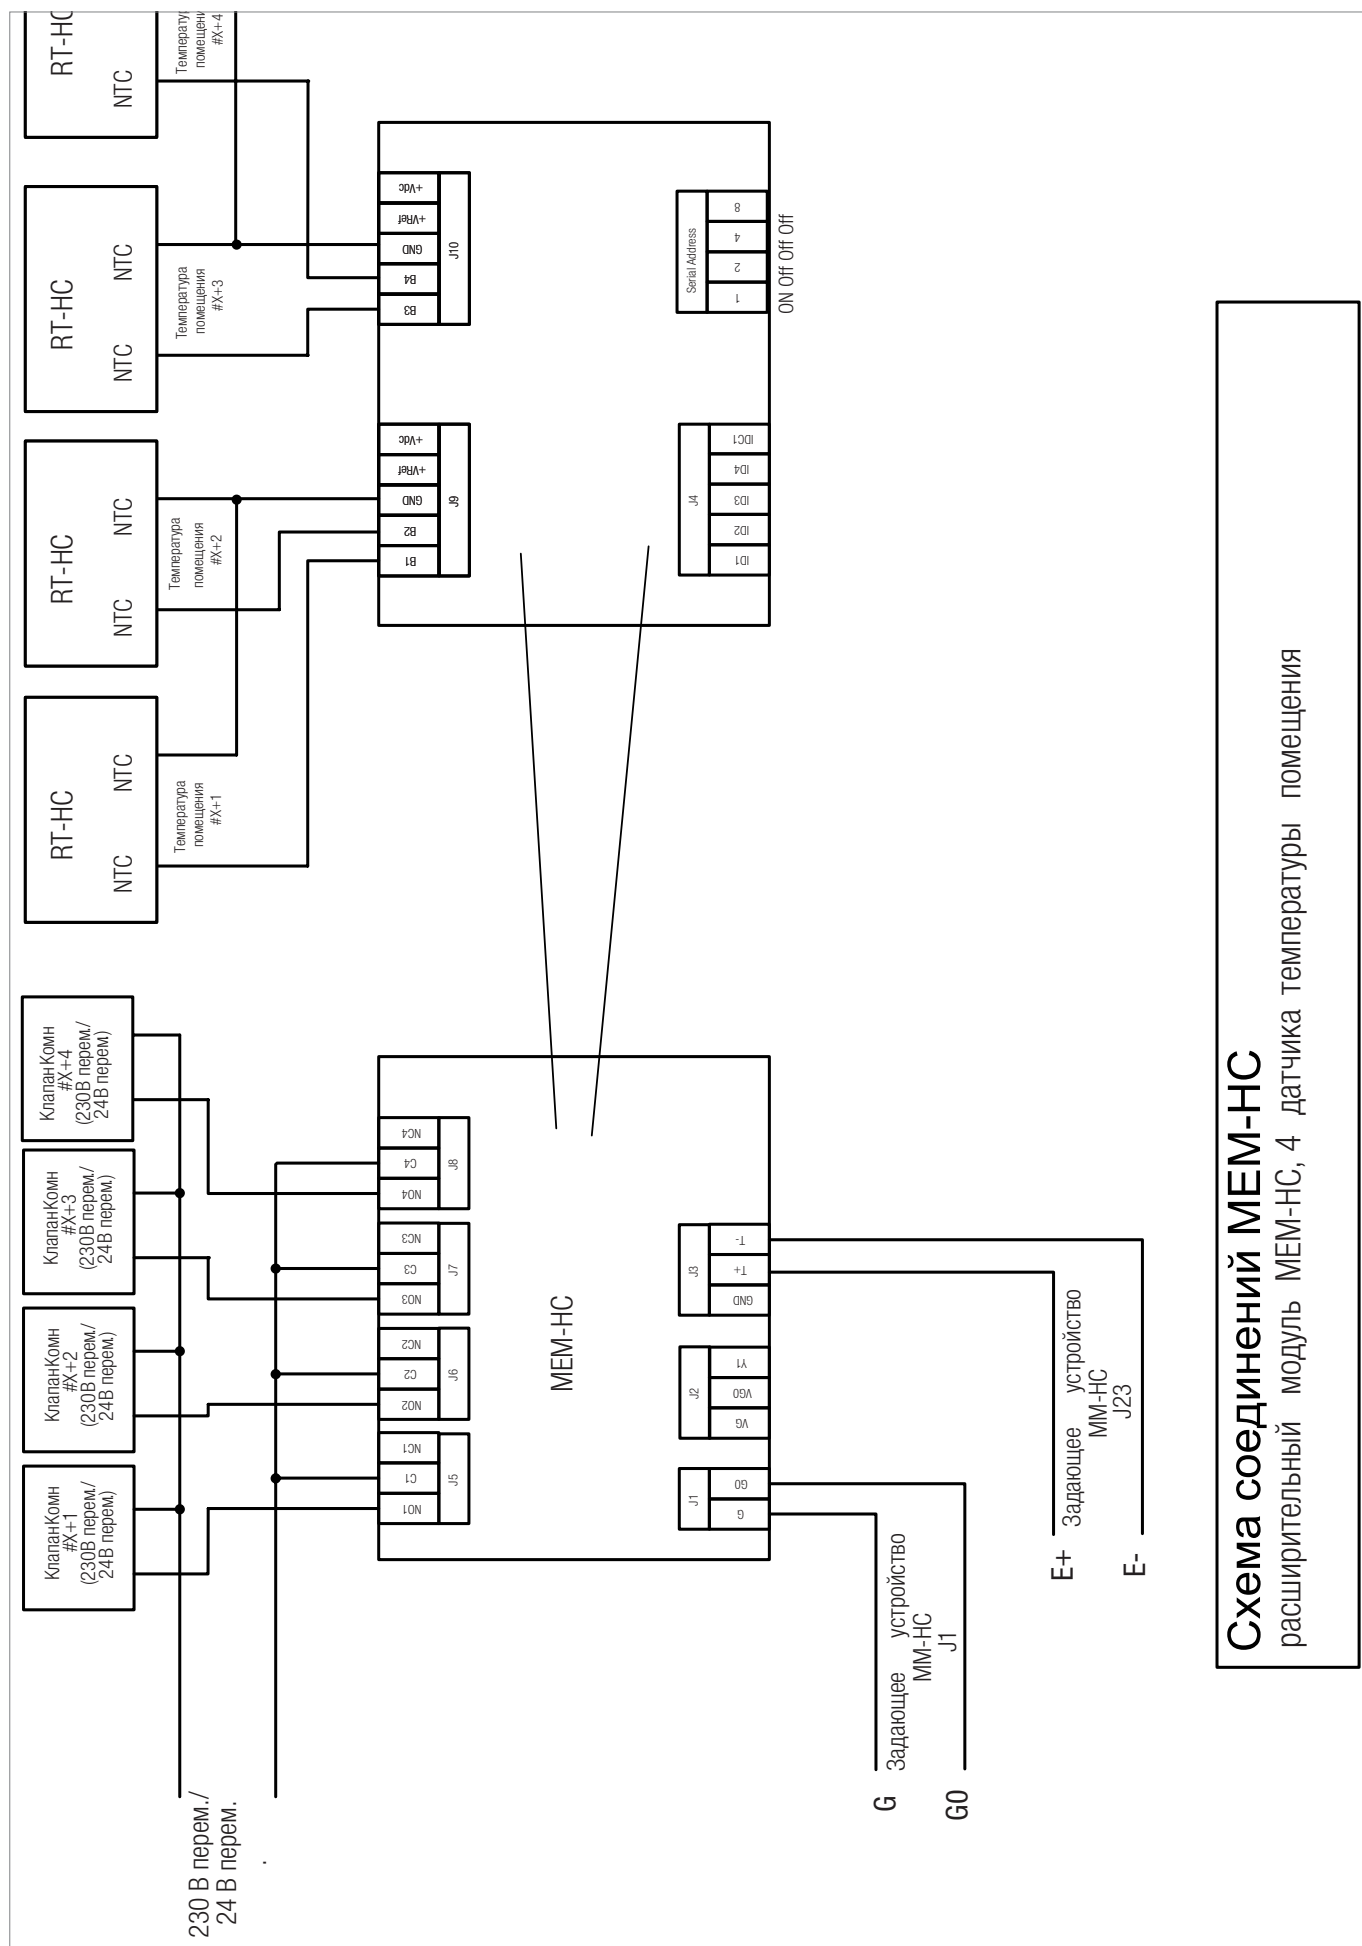 КлапанКомн
#X+1
(230В перем./
24В перем.)
КлапанКомн
#X+2
(230В перем./
24В перем.)
КлапанКомн
#X+3
(230В перем./
24В перем.)
КлапанКомн
#X+4
(230В перем./
24В перем.)
RT-HC
NTC
NTC
Температура
помещения
#X+1
RT-HC
NTC
NTC
Температура
помещения
#X+2
RT-HC
NTC
NTC
Температура
помещения
#X+3
RT-HC
NTC
Температура
#X+4
230 В перем./
24 В перем.
NO1
C1
NC1
J5
NO2
C2
NC2
J6
NO3
C3
NC3
J7
NO4
C4
NC4
J8
B1
B2
GND
+VRef
+Vdc
J9
B3
B4
GND
+VRef
+Vdc
J10
MEM-HC
J1
G
G0
J2
VG
VG0
Y1
J3
GND
T+
T-
J4
ID1
ID2
ID3
ID4
IDC1
Serial Address
1
2
4
8
ON Off Off Off
G
Задающее устройство
MM-HC
J1
G0
E+
Задающее устройство
MM-HC
J23
E-
Схема соединений MEM-HC
расширительный модуль MEM-HC, 4 датчика температуры помещения